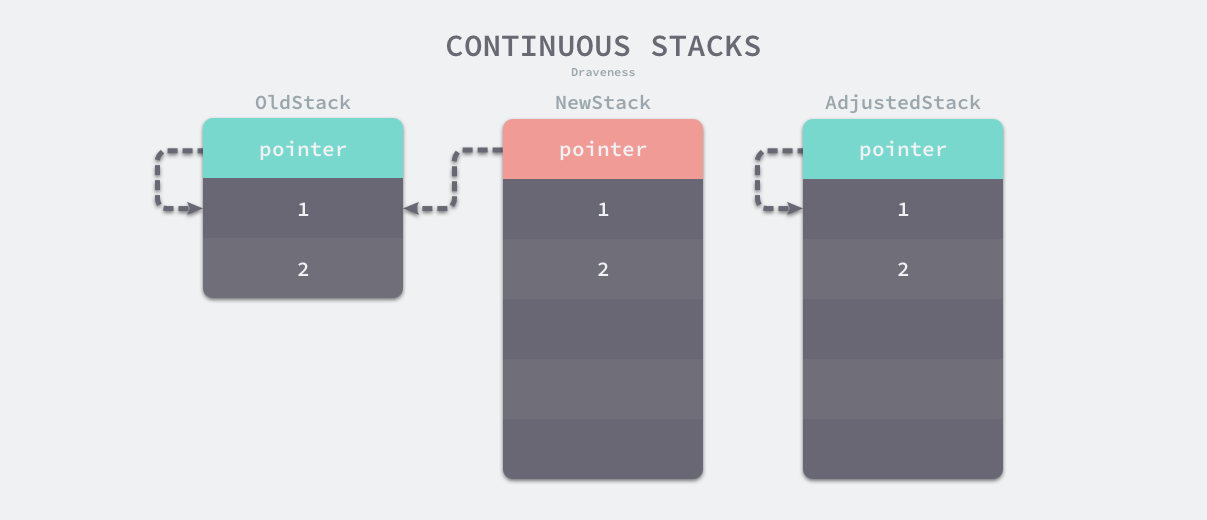 CONTINUOUS STACKS
Draveness
OldStack
pointer
1
2
NewStack
pointer
1
2
AdjustedStack
pointer
1
2